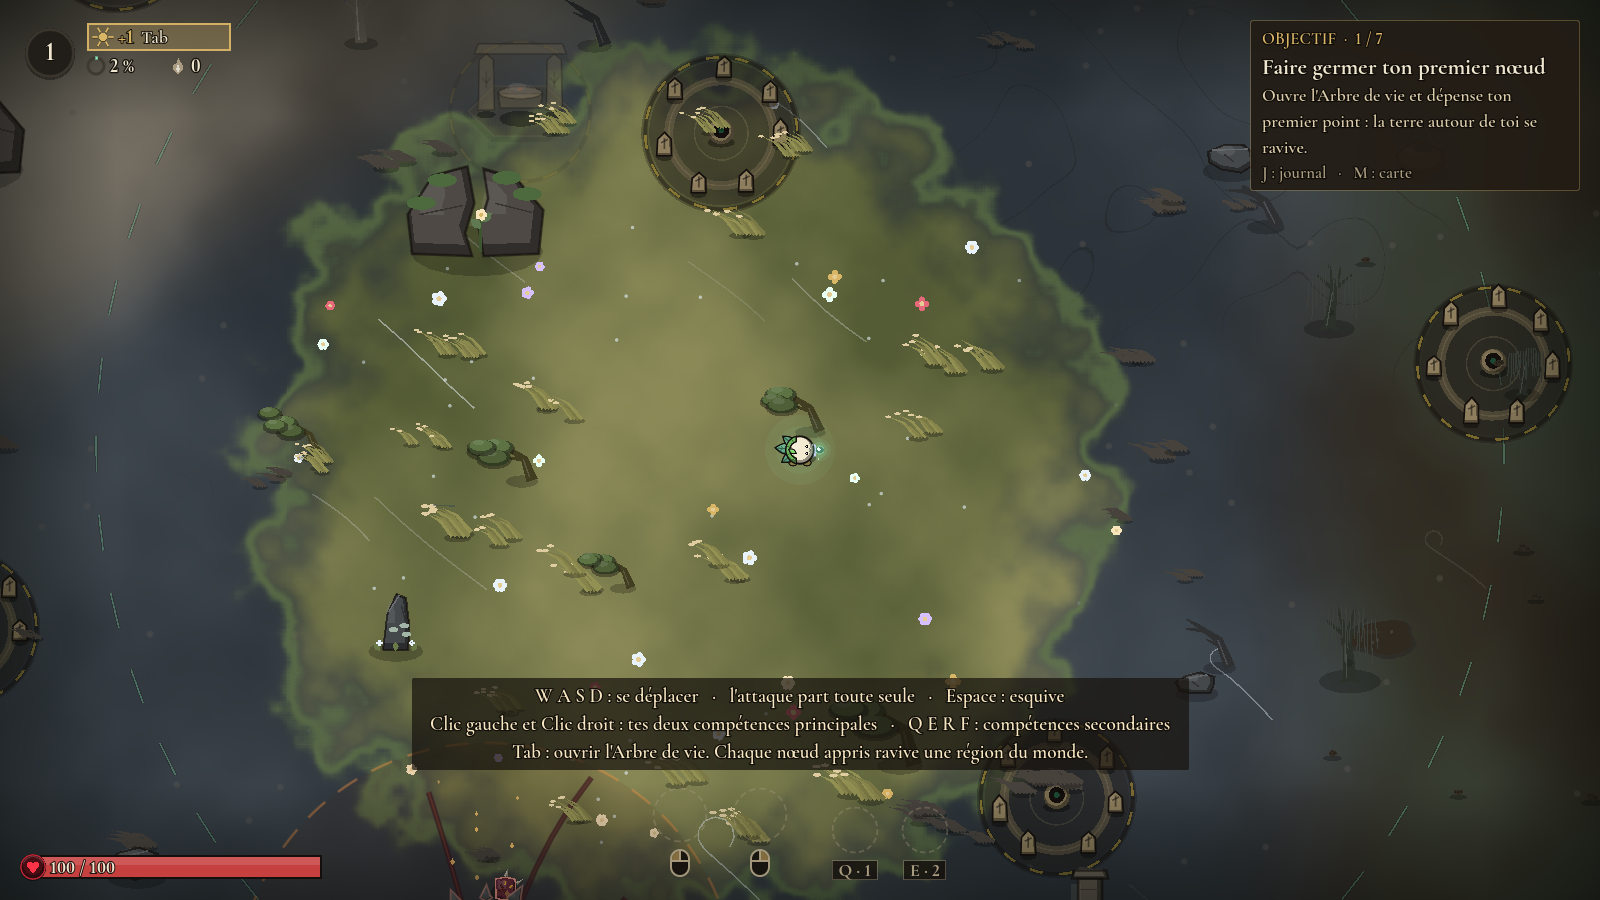 1
+1 Tab
2 %
0
OBJECTIF · 1 / 7
Faire germer ton premier nœud
Ouvre l'Arbre de vie et dépense ton
premier point : la terre autour de toi se
ravive.
J : journal · M : carte
W A S D : se déplacer · l'attaque part toute seule · Espace : esquive
Clic gauche et Clic droit : tes deux compétences principales · Q E R F : compétences secondaires
Tab : ouvrir l'Arbre de vie. Chaque nœud appris ravive une région du monde.
100 / 100
Q · 1
E · 2